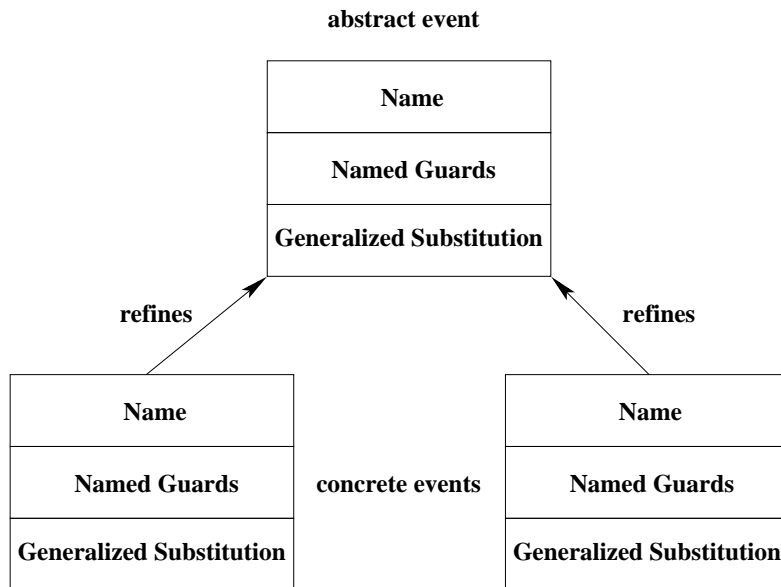 abstract event
Name
Named Guards
Generalized Substitution
refines
refines
Name
Named Guards
Generalized Substitution
concrete events
Name
Named Guards
Generalized Substitution